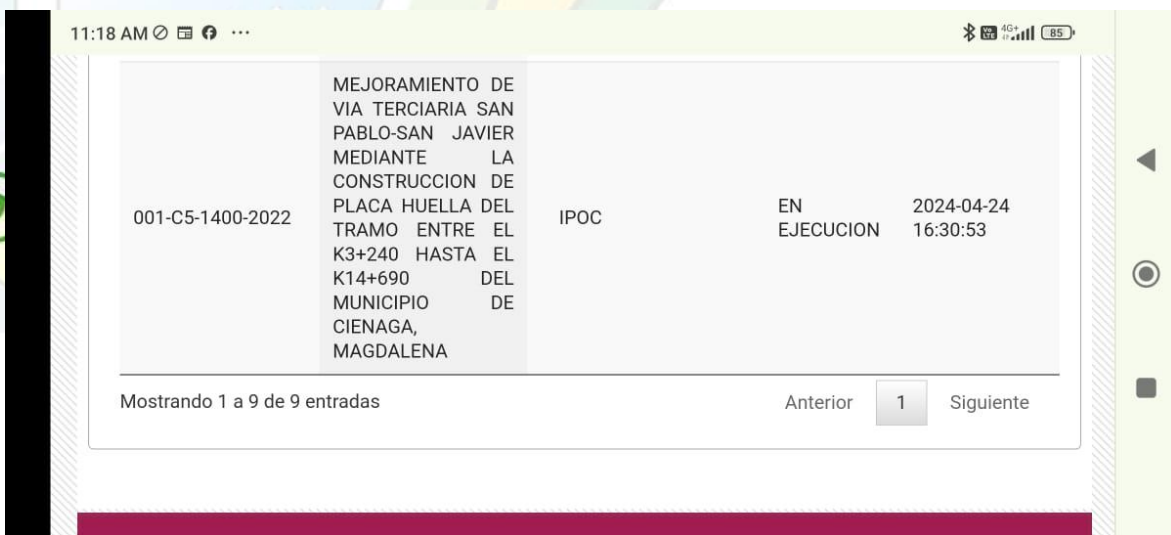 11:18 AM
4G+
85
MEJORAMIENTO DE
VIA TERCIARIA SAN
PABLO-SAN JAVIER
MEDIANTE LA
CONSTRUCCION DE
001-C5-1400-2022 PLACA HUELLA DEL IPOC EN 2024-04-24
TRAMO ENTRE EL EJECUCION 16:30:53
K3+240 HASTA EL
K14+690 DEL
MUNICIPIO DE
CIENAGA,
MAGDALENA
Mostrando 1 a 9 de 9 entradas Anterior 1 Siguiente